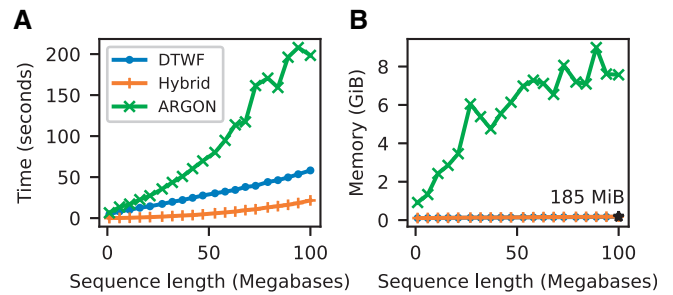 A
Time (seconds)
200
150
100
50
0
DTWF
Hybrid
ARGON
0
50
100
Sequence length (Megabases)
B
Memory (GiB)
8
6
4
2
0
185 MiB
0
50
100
Sequence length (Megabases)